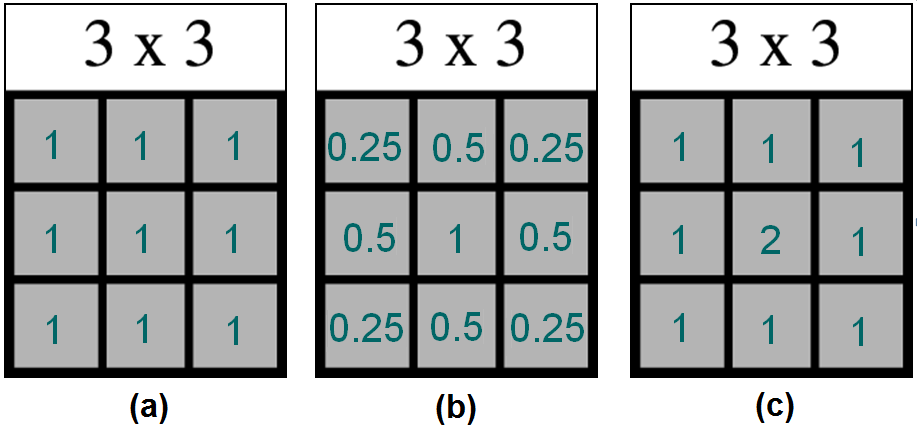 3 x 3 3 x 3 3 x 3
1 1 1 0.25 0.5 0.25 1 1 1
1 1 1 0.5 1 0.5 1 2 1
1 1 1 0.25 0.5 0.25 1 1 1
(a) (b) (c)